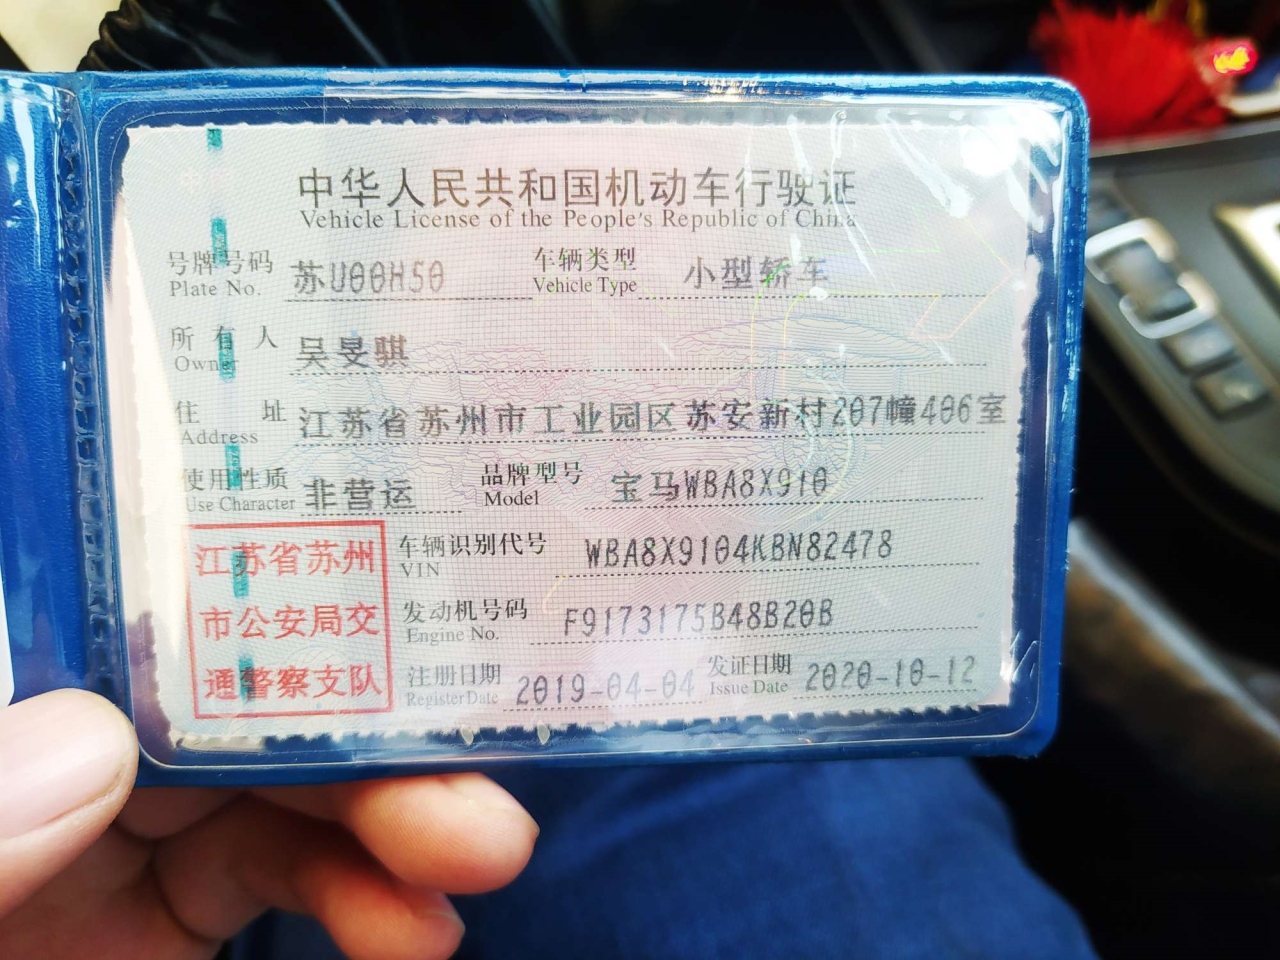 中华人民共和国机动车行驶证
Vehicle License of the People's Republic of China
号牌号码 苏U00H50 车辆类型 小型轿车
Plate No. Vehicle Type
所有人 吴旻骐
Owner
住址 江苏省苏州市工业园区苏安新村207幢406室
Address
使用性质 非营运 品牌型号 宝马WBA8X910
Use Character Model
江苏省苏州
市公安局交
通警察支队
车辆识别代号 WBA8X9104KBN82478
VIN
发动机号码 F9173175B48B20B
Engine No.
注册日期 2019-04-04 发证日期 2020-10-12
Register Date Issue Date